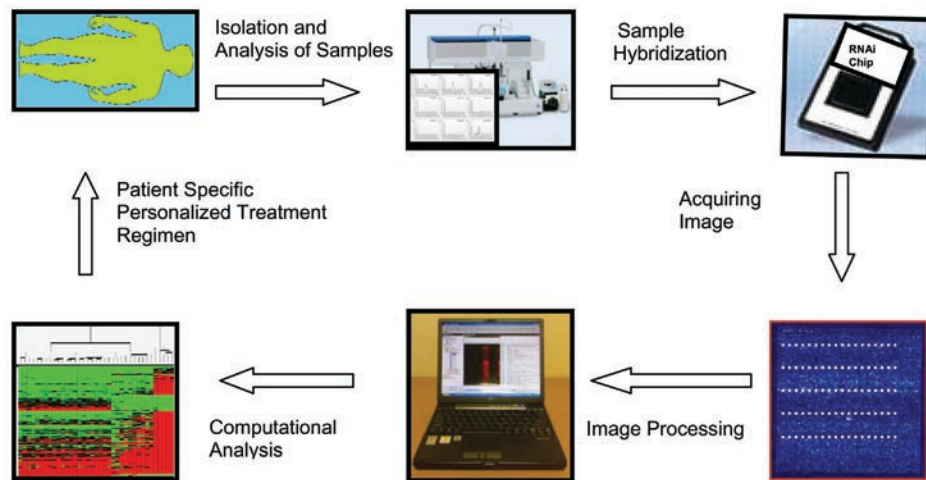 Isolation and
Analysis of Samples
Sample
Hybridization
RNAi
Chip
Patient Specific
Personalized Treatment
Regimen
Acquiring
Image
Computational
Analysis
Image Processing